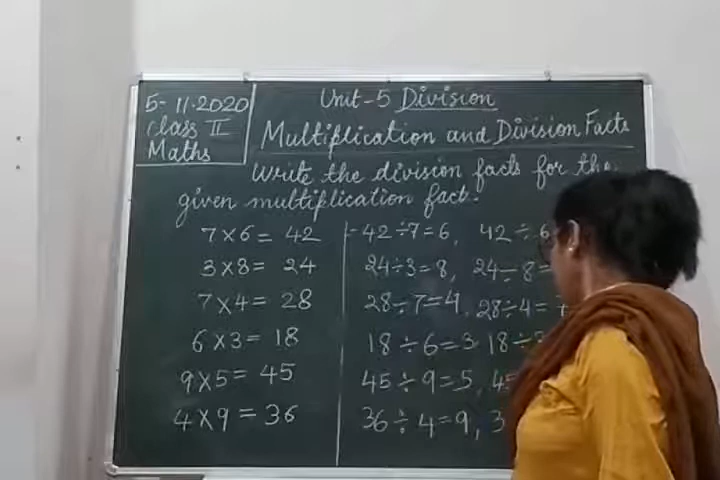 5-11-2020
Class II
Maths
Unit-5 Division
Multiplication and Division Facts
Write the division facts for the
given multiplication fact.
7×6= 42 42÷7=6, 42÷6
3×8= 24 24÷3=8, 24÷8=
7×4= 28 28÷7=4, 28÷4=
6×3= 18 18÷6=3 18÷
9×5= 45 45÷9=5,
4×9=36 36÷4=9,